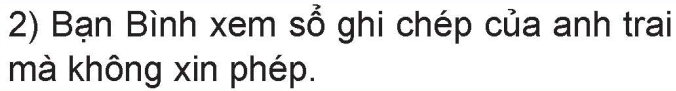 2) Bạn Bình xem sổ ghi chép của anh trai
mà không xin phép.